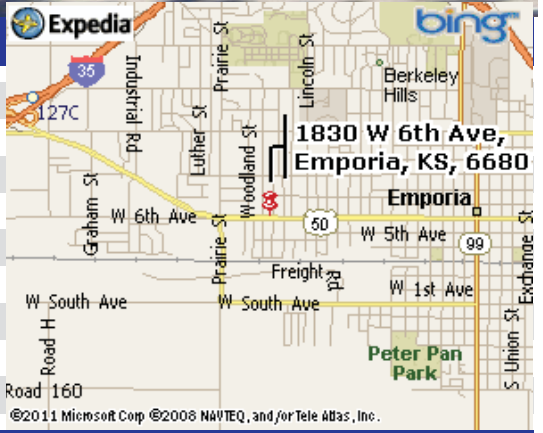 Expedia
bing™
35
127C
Industrial Rd
Prairie St
Lincoln St
Berkeley
Hills
Luther St
Woodland St
1830 W 6th Ave,
Emporia, KS, 6680
Graham St
W 6th Ave
Emporia
50
W 5th Ave
99
Prairie St
Exchange St
Freight Rd
W 1st Ave
W South Ave
W South Ave
Road H
Peter Pan
Park
S Union St
Road 160
©2011 Microsoft Corp ©2008 NAVTEQ, and/or Tele Atlas, Inc.